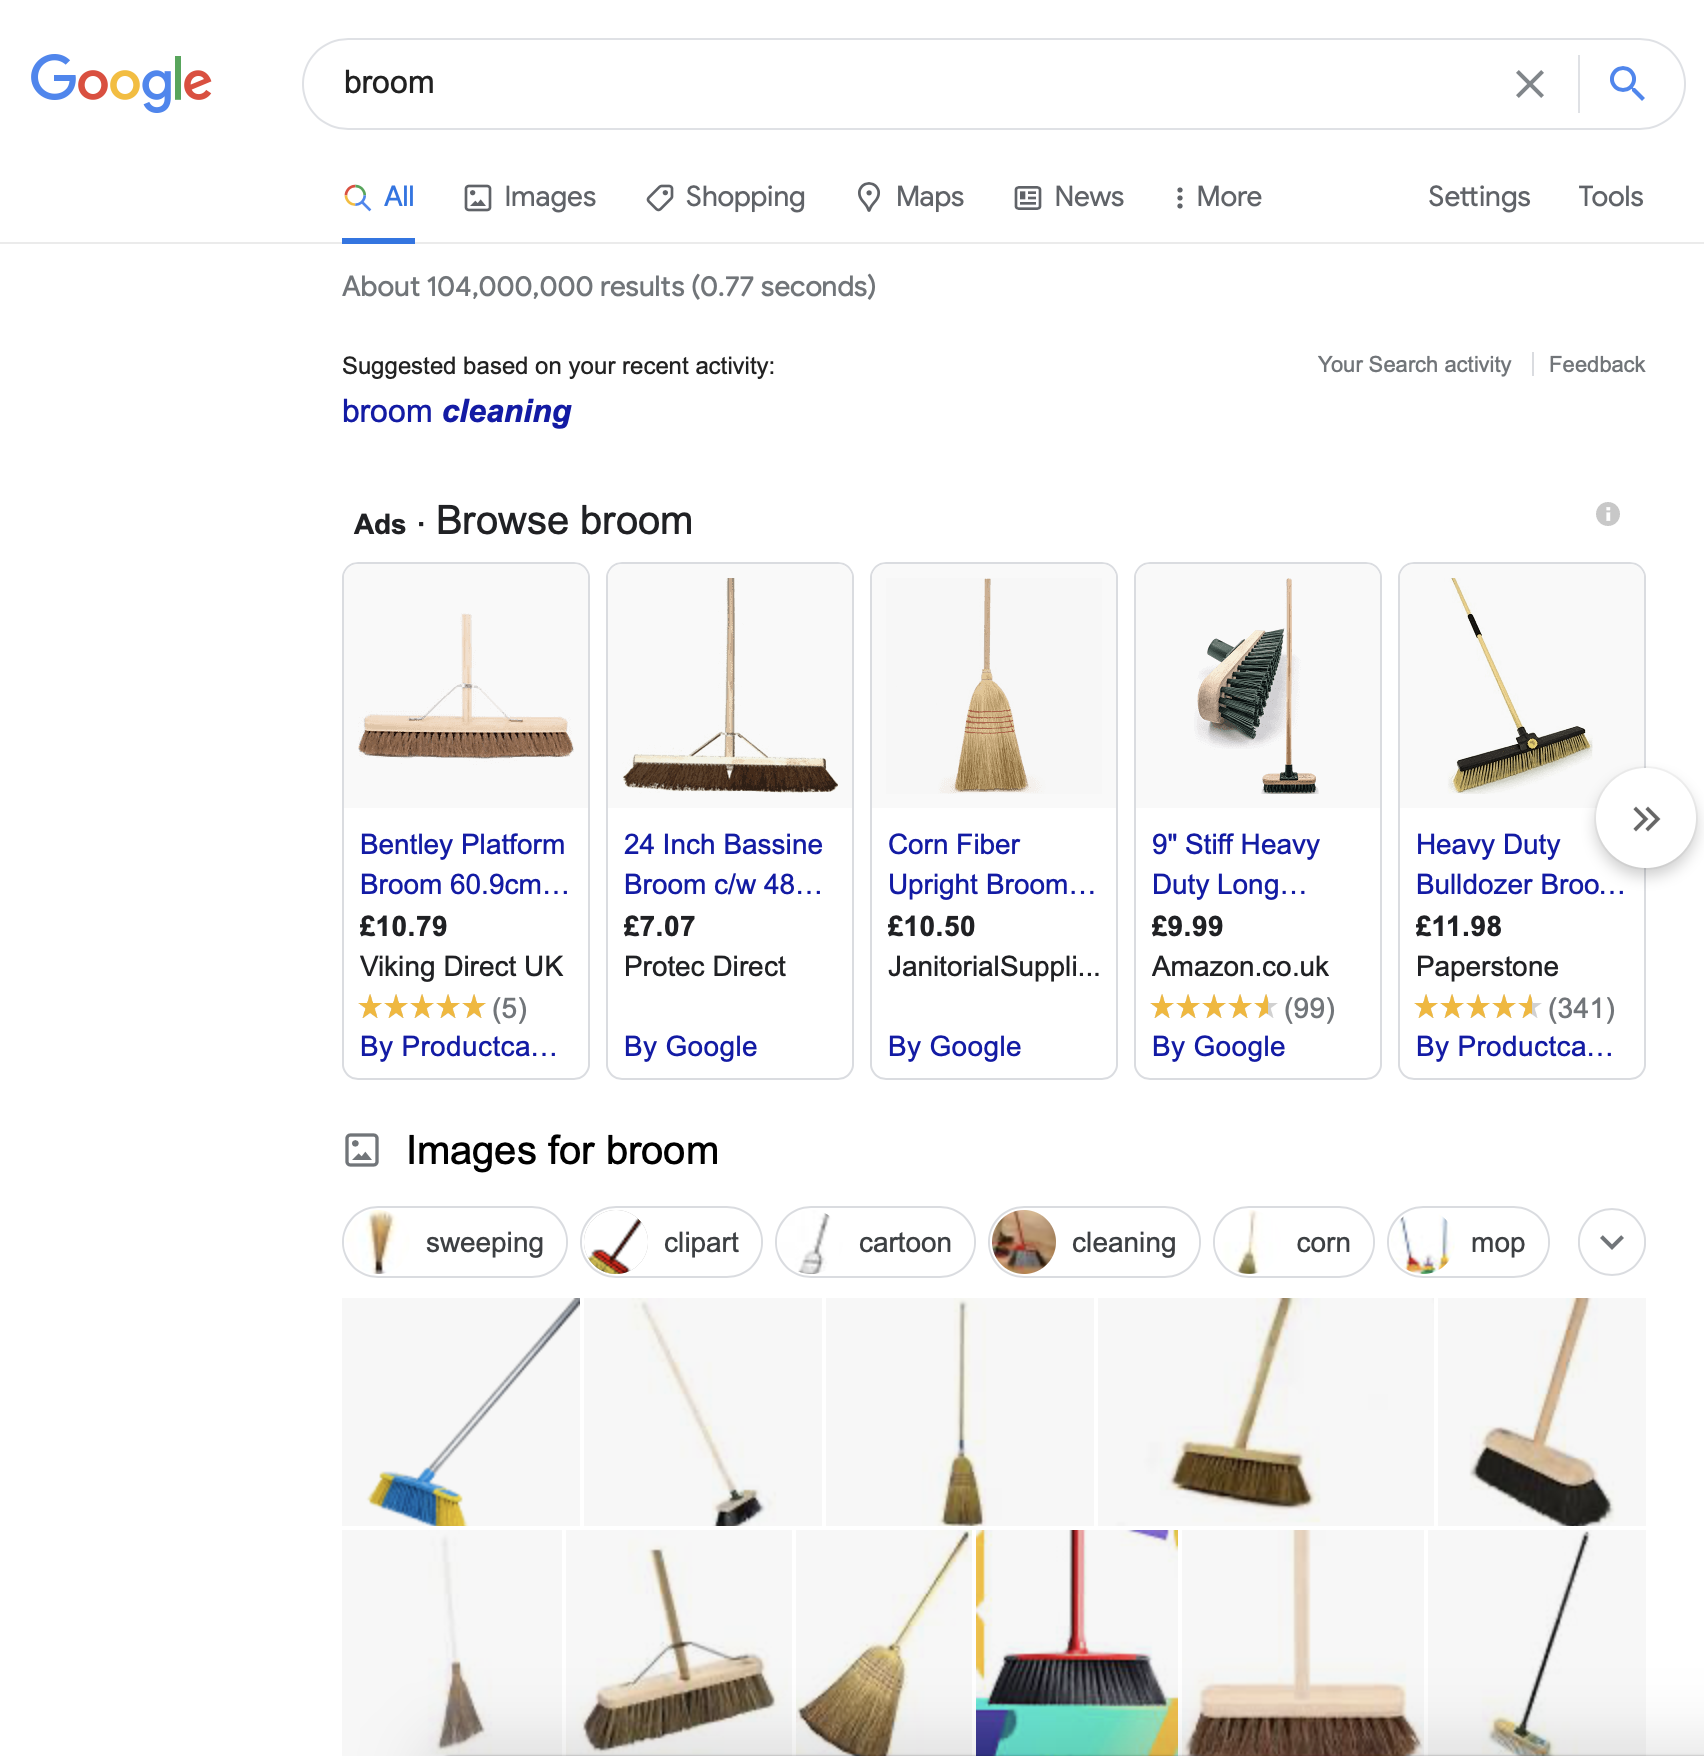 Google
broom
All
Images
Shopping
Maps
News
More
Settings
Tools
About 104,000,000 results (0.77 seconds)
Suggested based on your recent activity:
Your Search activity
Feedback
broom cleaning
Ads · Browse broom
Bentley Platform
Broom 60.9cm...
£10.79
Viking Direct UK
(5)
By Productca...
24 Inch Bassine
Broom c/w 48...
£7.07
Protec Direct
By Google
Corn Fiber
Upright Broom...
£10.50
JanitorialSuppli...
By Google
9" Stiff Heavy
Duty Long...
£9.99
Amazon.co.uk
(99)
By Google
Heavy Duty
Bulldozer Broo...
£11.98
Paperstone
(341)
By Productca...
Images for broom
sweeping
clipart
cartoon
cleaning
corn
mop